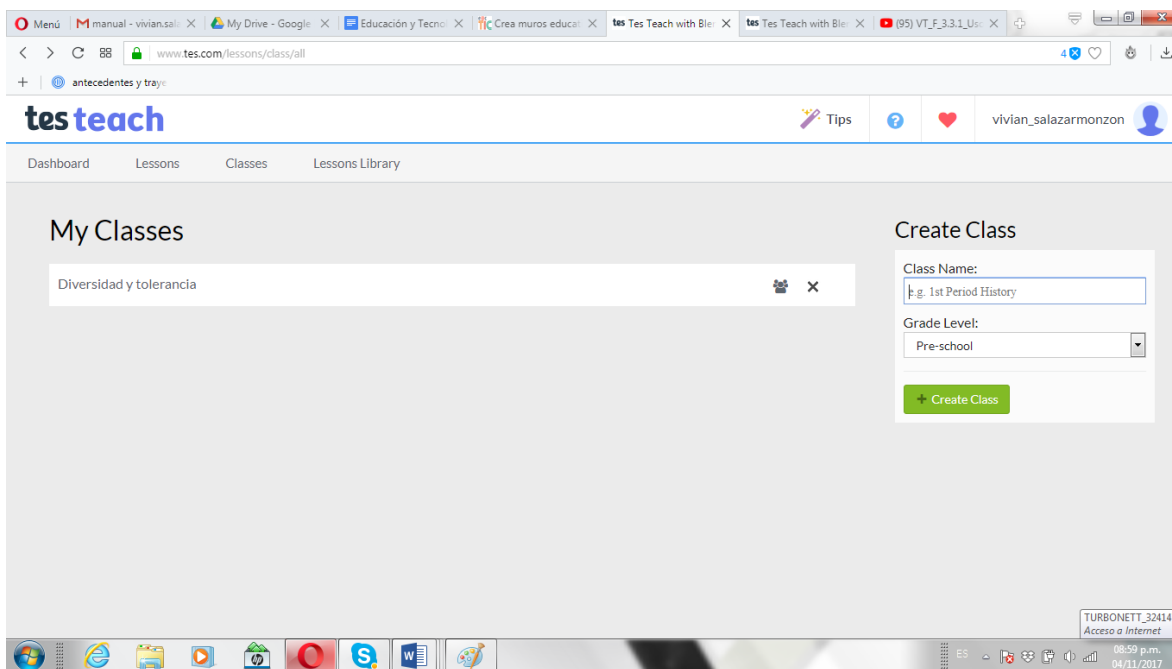 Menú
manual - vivian.sala
My Drive - Google
Educación y Tecno
Crea muros educat
tes Tes Teach with Ble
tes Tes Teach with Ble
(95) VT_F_3.3.1_Uso
www.tes.com/lessons/class/all
4
antecedentes y traye
tes teach
Tips
?
vivian_salazarmonzon
Dashboard Lessons Classes Lessons Library
My Classes
Diversidad y tolerancia
Create Class
Class Name:
e.g. 1st Period History
Grade Level:
Pre-school
+ Create Class
TURBONETT_32414
Acceso a Internet
ES
08:59 p.m.
04/11/2017